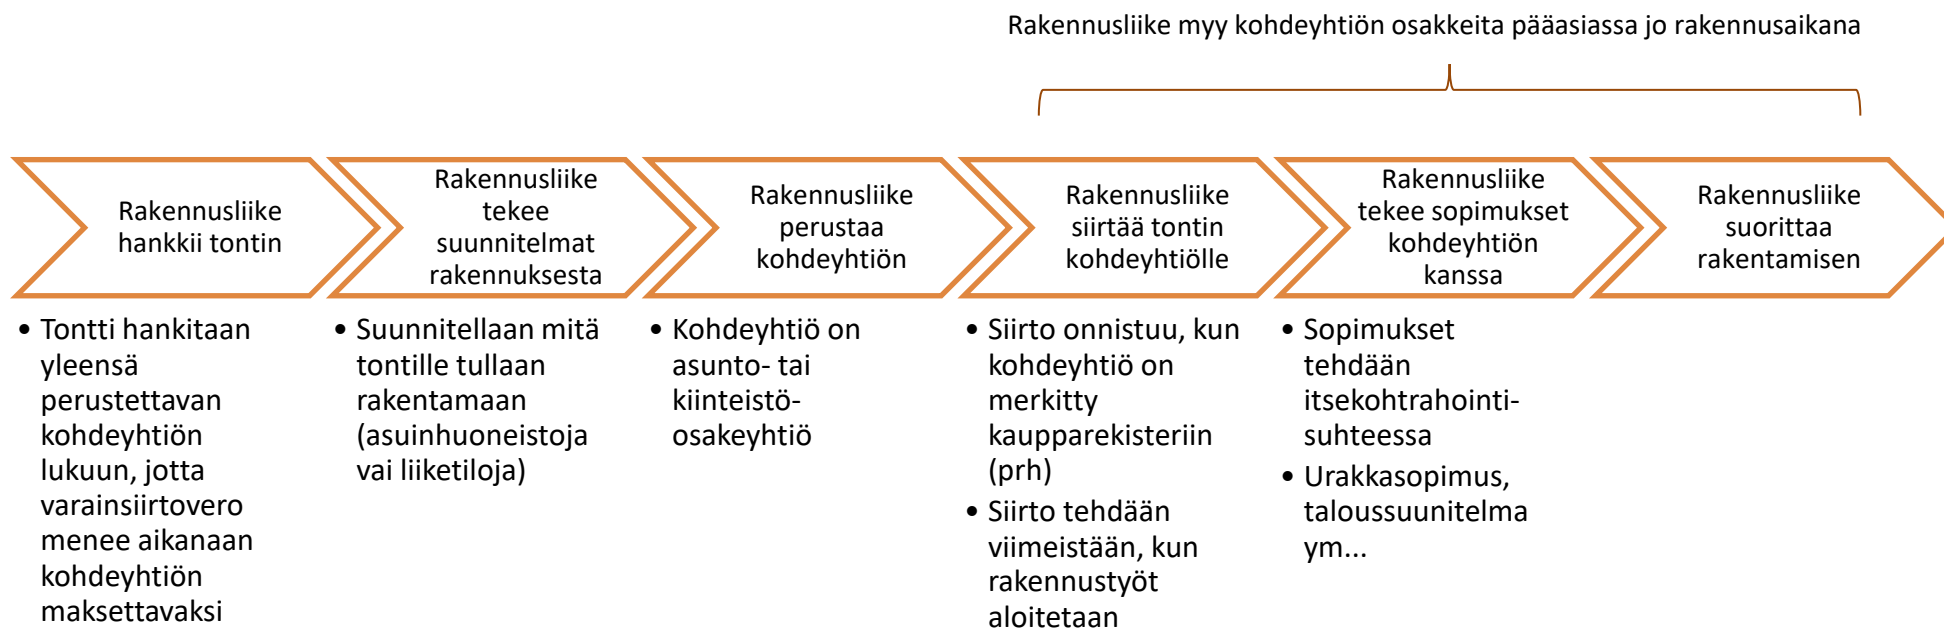 Rakennusliike myy kohdeyhtiön osakkeita pääasiassa jo rakennusaikana
Rakennusliike
hankkii tontin
Rakennusliike
tekee
suunnitelmat
rakennuksesta
Rakennusliike
perustaa
kohdeyhtiön
Rakennusliike
siirtää tontin
kohdeyhtiölle
Rakennusliike
tekee sopimukset
kohdeyhtiön
kanssa
Rakennusliike
suorittaa
rakentamisen
• Tontti hankitaan
yleensä
perustettavan
kohdeyhtiön
lukuun, jotta
varainsiirtovero
menee aikanaan
kohdeyhtiön
maksettavaksi
• Suunnitellaan mitä
tontille tullaan
rakentamaan
(asuinhuoneistoja
vai liiketiloja)
• Kohdeyhtiö on
asunto- tai
kiinteistö-
osakeyhtiö
• Siirto onnistuu, kun
kohdeyhtiö on
merkitty
kaupparekisteriin
(prh)
• Siirto tehdään
viimeistään, kun
rakennustyöt
aloitetaan
• Sopimukset
tehdään
itsekohtrahointi-
suhteessa
• Urakkasopimus,
taloussuunitelma
ym...